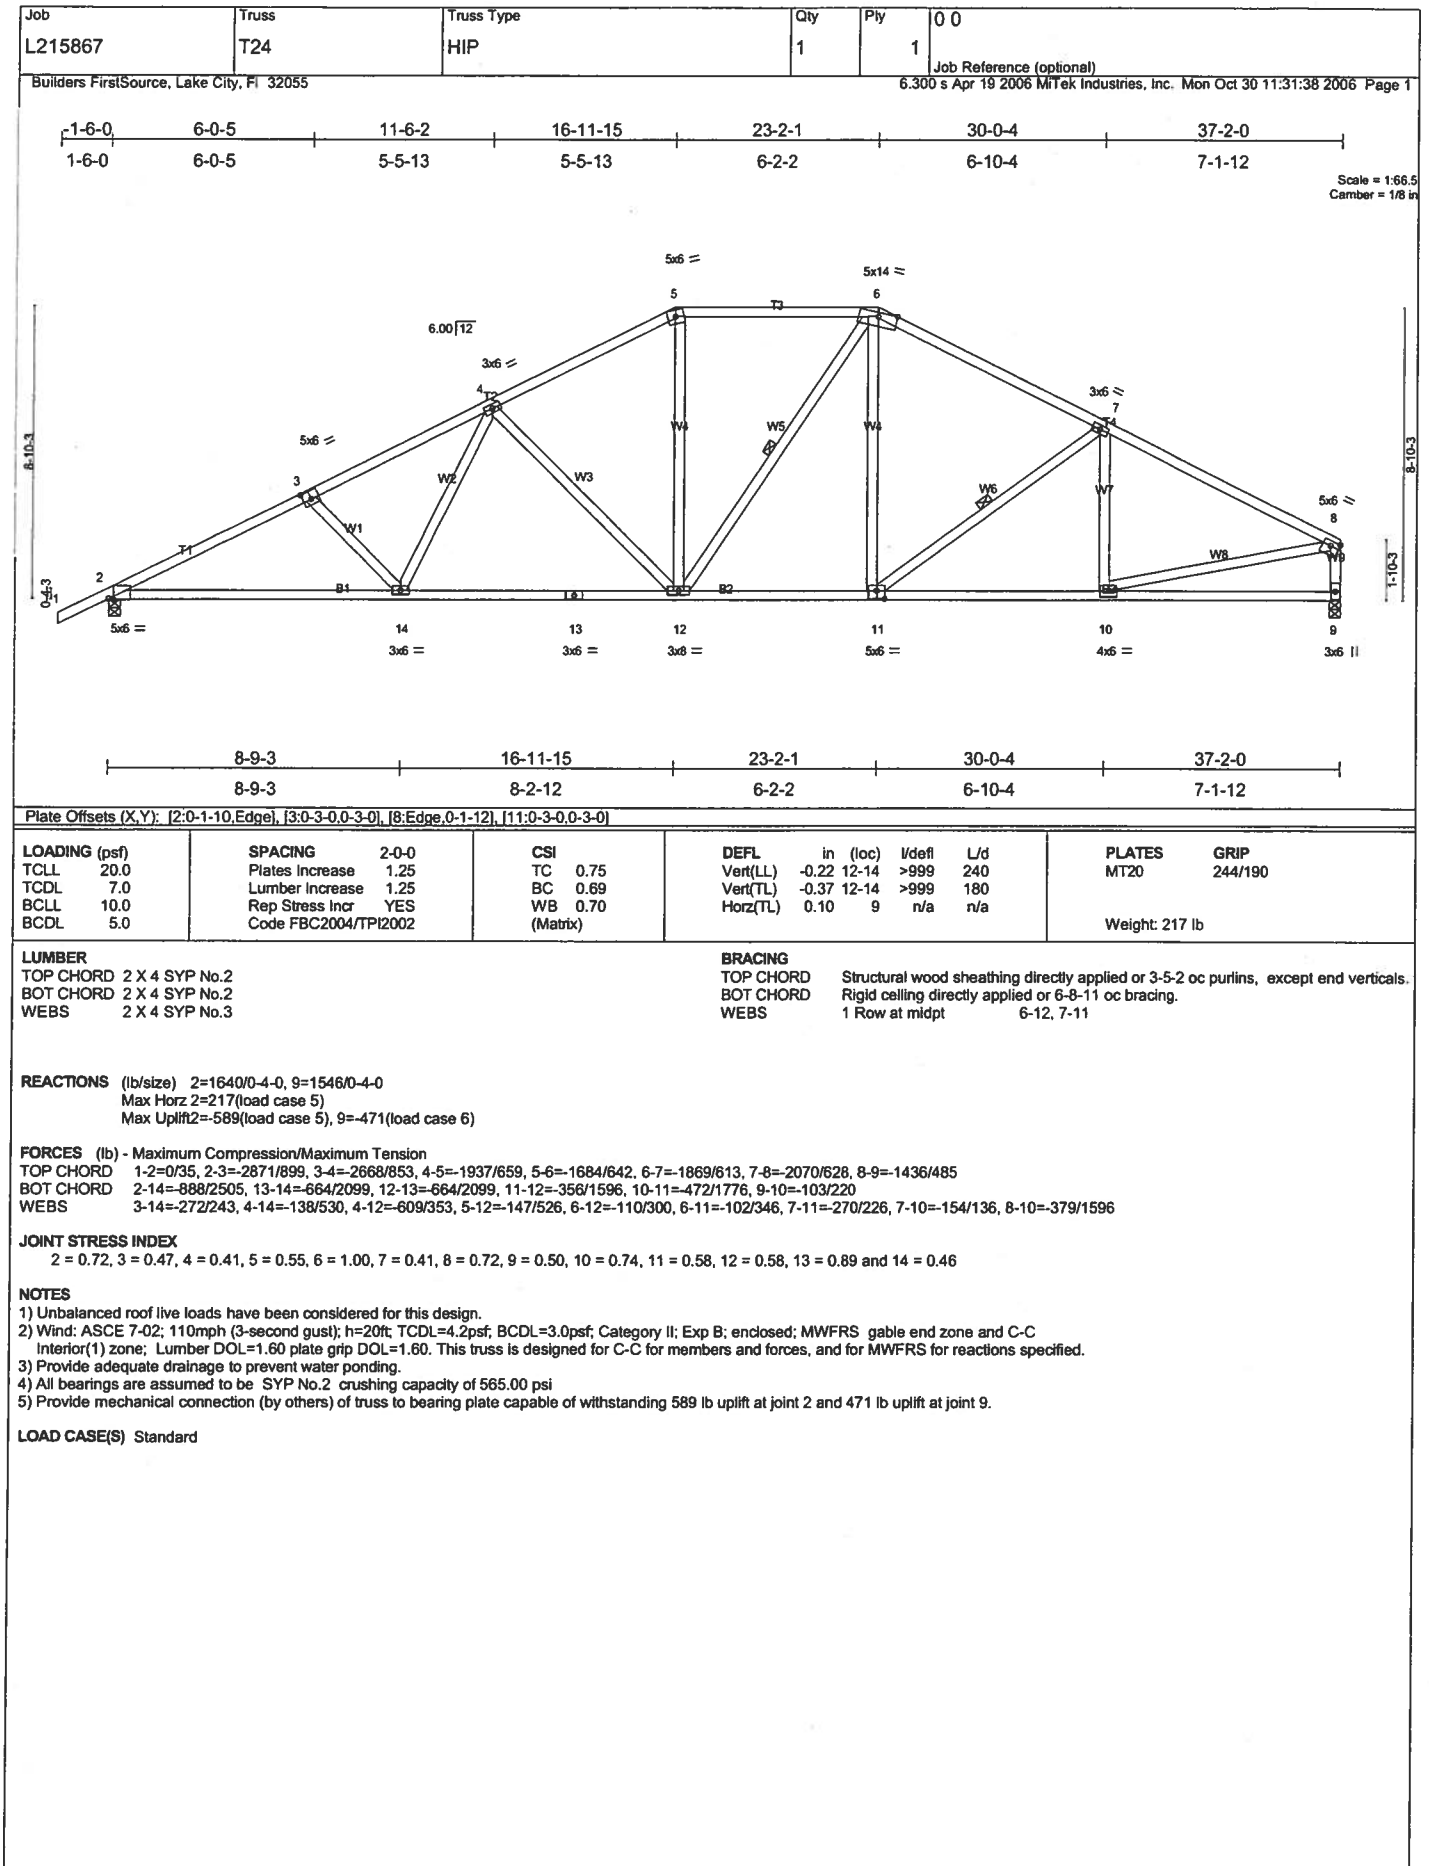 Job Truss Truss Type Qty Ply 0 0
L215867 T24 HIP 1 1
Job Reference (optional)
Builders FirstSource, Lake City, Fl 32055 6.300 s Apr 19 2006 MiTek Industries, Inc. Mon Oct 30 11:31:38 2006 Page 1
-1-6-0 6-0-5 11-6-2 16-11-15 23-2-1 30-0-4 37-2-0
1-6-0 6-0-5 5-5-13 5-5-13 6-2-2 6-10-4 7-1-12
Scale = 1:66.5
Camber = 1/8 in
5x6 = 5x14 =
5 T3 6
6.00 12
3x6 = 3x6 =
4 T2 7 T4
5x6 =
3 W4 W5 W4
8-10-3 8-10-3
W2 W3 W6 W7
5x6 =
8
W1
T1 W8 W9
2 1-10-3
0-4-3 1 B1 B2
5x6 = 14 13 12 11 10 9
3x6 = 3x6 = 3x8 = 5x6 = 4x6 = 3x6 ||
8-9-3 16-11-15 23-2-1 30-0-4 37-2-0
8-9-3 8-2-12 6-2-2 6-10-4 7-1-12
Plate Offsets (X,Y): [2:0-1-10,Edge], [3:0-3-0,0-3-0], [8:Edge,0-1-12], [11:0-3-0,0-3-0]
LOADING (psf) SPACING 2-0-0 CSI DEFL in (loc) l/defl L/d PLATES GRIP
TCLL 20.0 Plates Increase 1.25 TC 0.75 Vert(LL) -0.22 12-14 >999 240 MT20 244/190
TCDL 7.0 Lumber Increase 1.25 BC 0.69 Vert(TL) -0.37 12-14 >999 180
BCLL 10.0 Rep Stress Incr YES WB 0.70 Horz(TL) 0.10 9 n/a n/a
BCDL 5.0 Code FBC2004/TPI2002 (Matrix) Weight: 217 lb
LUMBER BRACING
TOP CHORD 2 X 4 SYP No.2 TOP CHORD Structural wood sheathing directly applied or 3-5-2 oc purlins, except end verticals.
BOT CHORD 2 X 4 SYP No.2 BOT CHORD Rigid ceiling directly applied or 6-8-11 oc bracing.
WEBS 2 X 4 SYP No.3 WEBS 1 Row at midpt 6-12, 7-11
REACTIONS (lb/size) 2=1640/0-4-0, 9=1546/0-4-0
Max Horz 2=217(load case 5)
Max Uplift2=-589(load case 5), 9=-471(load case 6)
FORCES (lb) - Maximum Compression/Maximum Tension
TOP CHORD 1-2=0/35, 2-3=-2871/899, 3-4=-2668/853, 4-5=-1937/659, 5-6=-1684/642, 6-7=-1869/613, 7-8=-2070/628, 8-9=-1436/485
BOT CHORD 2-14=-888/2505, 13-14=-664/2099, 12-13=-664/2099, 11-12=-356/1596, 10-11=-472/1776, 9-10=-103/220
WEBS 3-14=-272/243, 4-14=-138/530, 4-12=-609/353, 5-12=-147/526, 6-12=-110/300, 6-11=-102/346, 7-11=-270/226, 7-10=-154/136, 8-10=-379/1596
JOINT STRESS INDEX
2 = 0.72, 3 = 0.47, 4 = 0.41, 5 = 0.55, 6 = 1.00, 7 = 0.41, 8 = 0.72, 9 = 0.50, 10 = 0.74, 11 = 0.58, 12 = 0.58, 13 = 0.89 and 14 = 0.46
NOTES
1) Unbalanced roof live loads have been considered for this design.
2) Wind: ASCE 7-02; 110mph (3-second gust); h=20ft; TCDL=4.2psf; BCDL=3.0psf; Category II; Exp B; enclosed; MWFRS gable end zone and C-C
Interior(1) zone; Lumber DOL=1.60 plate grip DOL=1.60. This truss is designed for C-C for members and forces, and for MWFRS for reactions specified.
3) Provide adequate drainage to prevent water ponding.
4) All bearings are assumed to be SYP No.2 crushing capacity of 565.00 psi
5) Provide mechanical connection (by others) of truss to bearing plate capable of withstanding 589 lb uplift at joint 2 and 471 lb uplift at joint 9.
LOAD CASE(S) Standard